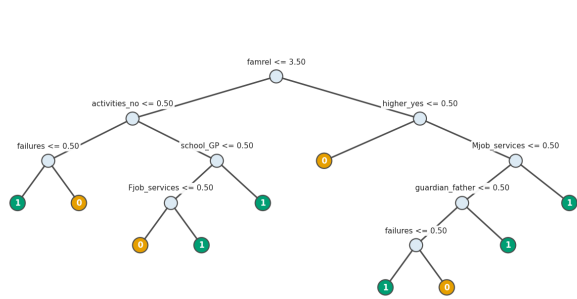 famrel <= 3.50
activities_no <= 0.50
higher_yes <= 0.50
failures <= 0.50
school_GP <= 0.50
Mjob_services <= 0.50
0
1
0
Fjob_services <= 0.50
1
guardian_father <= 0.50
1
0
1
failures <= 0.50
1
1
0